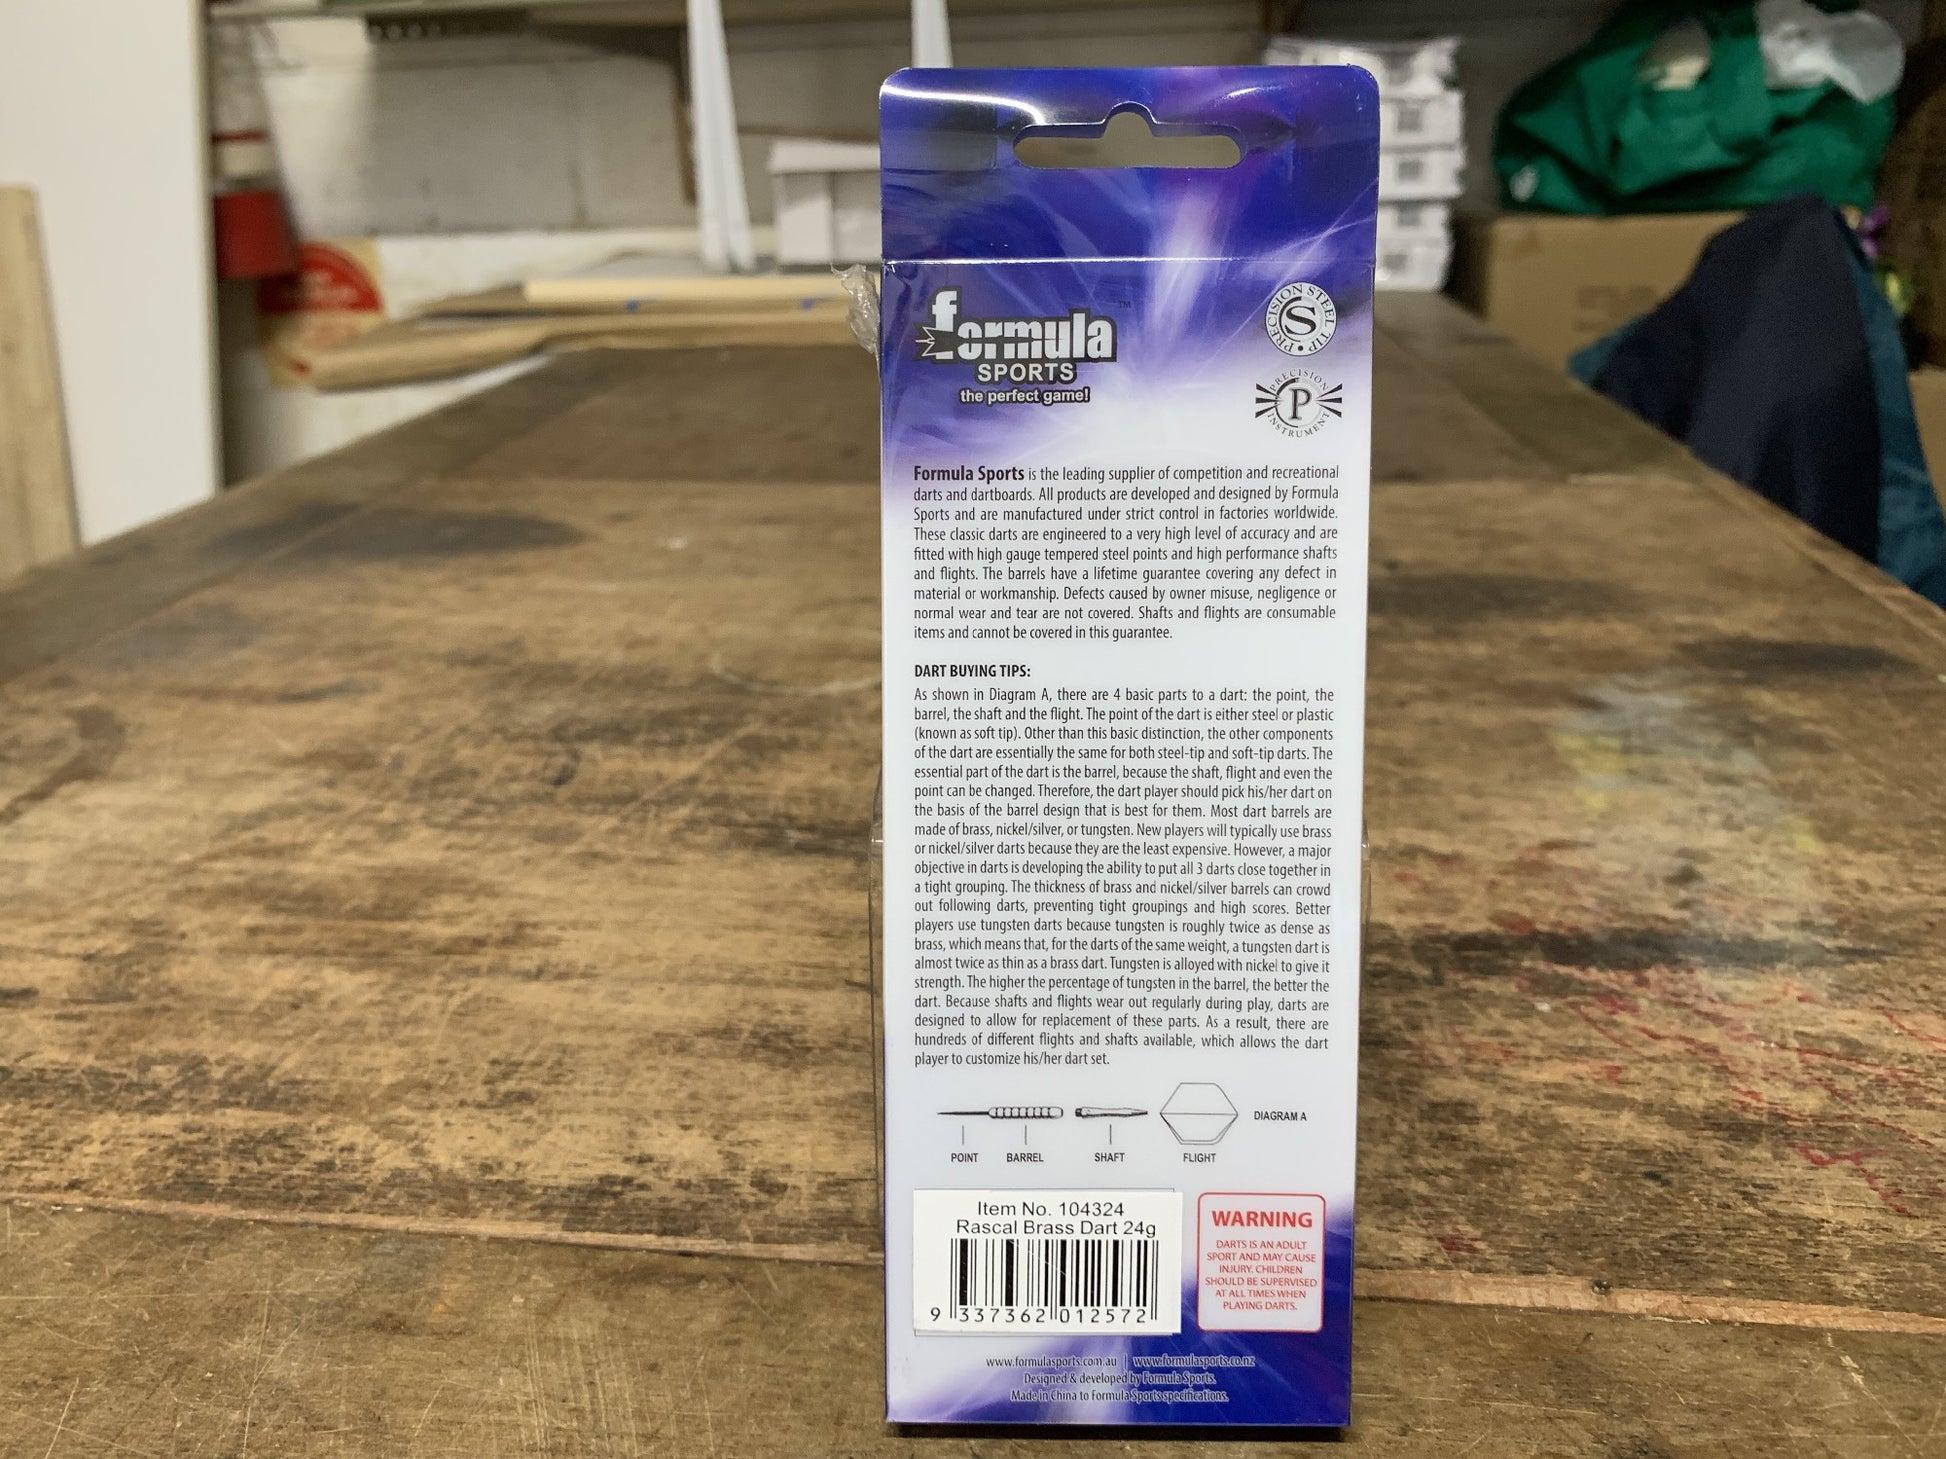 formula™
SPORTS
the perfect game!
PRECISION STEEL TIP •
S
PRECISION
P
INSTRUMENT
Formula Sports is the leading supplier of competition and recreational
darts and dartboards. All products are developed and designed by Formula
Sports and are manufactured under strict control in factories worldwide.
These classic darts are engineered to a very high level of accuracy and are
fitted with high gauge tempered steel points and high performance shafts
and flights. The barrels have a lifetime guarantee covering any defect in
material or workmanship. Defects caused by owner misuse, negligence or
normal wear and tear are not covered. Shafts and flights are consumable
items and cannot be covered in this guarantee.
DART BUYING TIPS:
As shown in Diagram A, there are 4 basic parts to a dart: the point, the
barrel, the shaft and the flight. The point of the dart is either steel or plastic
(known as soft tip). Other than this basic distinction, the other components
of the dart are essentially the same for both steel-tip and soft-tip darts. The
essential part of the dart is the barrel, because the shaft, flight and even the
point can be changed. Therefore, the dart player should pick his/her dart on
the basis of the barrel design that is best for them. Most dart barrels are
made of brass, nickel/silver, or tungsten. New players will typically use brass
or nickel/silver darts because they are the least expensive. However, a major
objective in darts is developing the ability to put all 3 darts close together in
a tight grouping. The thickness of brass and nickel/silver barrels can crowd
out following darts, preventing tight groupings and high scores. Better
players use tungsten darts because tungsten is roughly twice as dense as
brass, which means that, for the darts of the same weight, a tungsten dart is
almost twice as thin as a brass dart. Tungsten is alloyed with nickel to give it
strength. The higher the percentage of tungsten in the barrel, the better the
dart. Because shafts and flights wear out regularly during play, darts are
designed to allow for replacement of these parts. As a result, there are
hundreds of different flights and shafts available, which allows the dart
player to customize his/her dart set.
DIAGRAM A
POINT BARREL SHAFT FLIGHT
Item No. 104324
Rascal Brass Dart 24g
9 337362 012572
WARNING
DARTS IS AN ADULT
SPORT AND MAY CAUSE
INJURY. CHILDREN
SHOULD BE SUPERVISED
AT ALL TIMES WHEN
PLAYING DARTS.
www.formulasports.com.au | www.formulasports.co.nz
Designed & developed by Formula Sports.
Made in China to Formula Sports specifications.